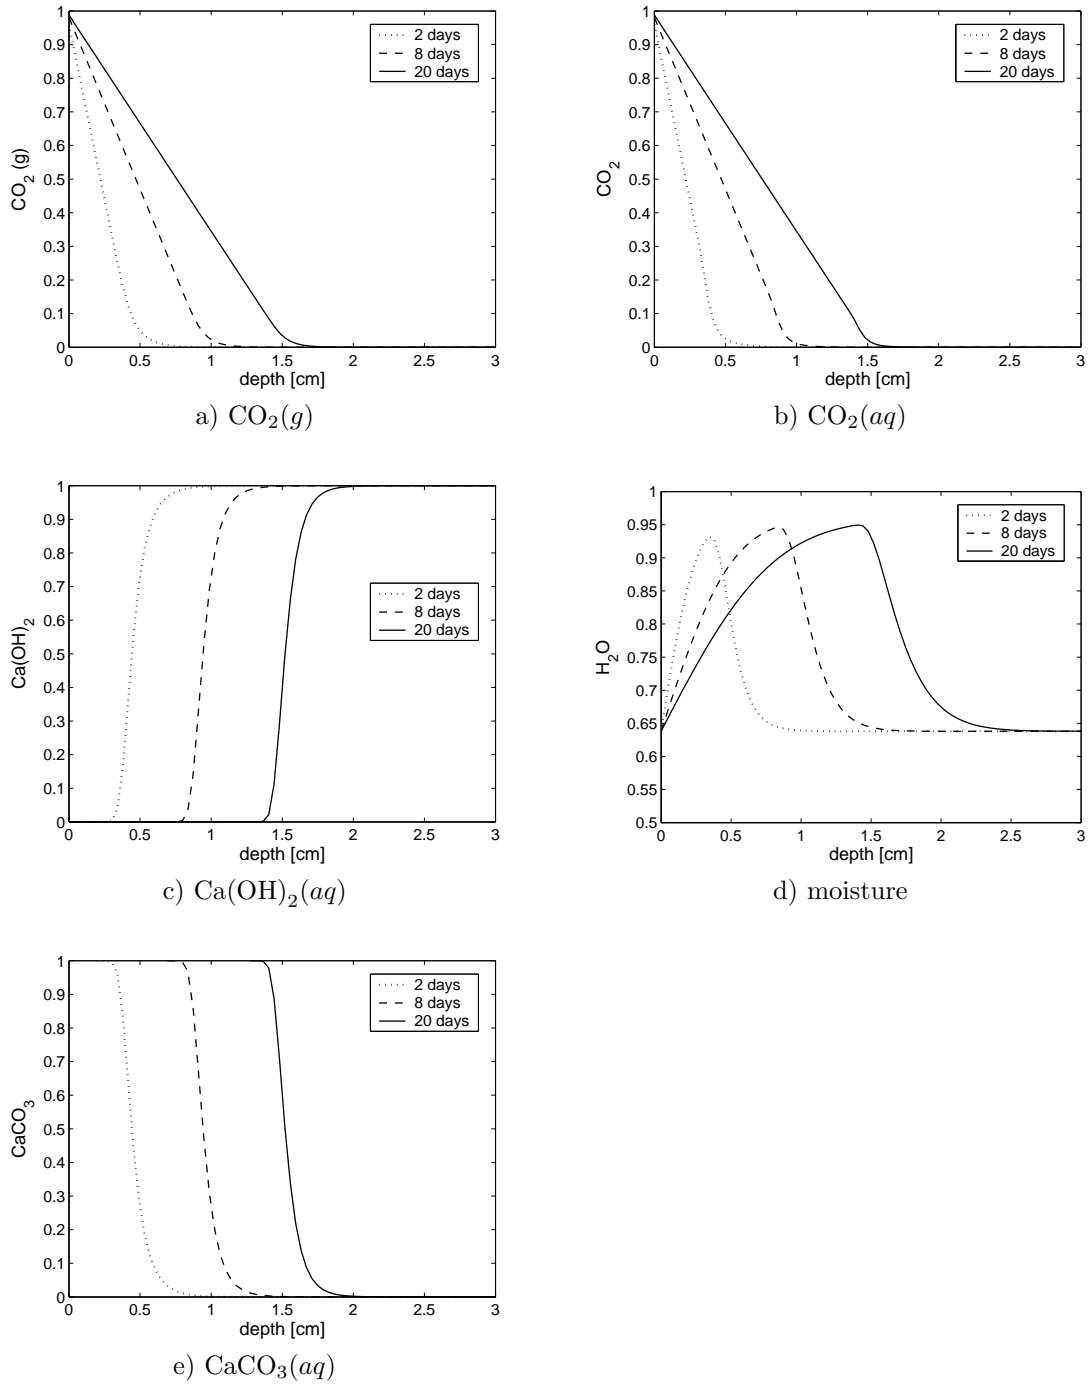 1
0.9
0.8
0.7
0.6
0.5
0.4
0.3
0.2
0.1
0
CO2 (g)
0 0.5 1 1.5 2 2.5 3
depth [cm]
2 days
8 days
20 days
a) CO2(g)
1
0.9
0.8
0.7
0.6
0.5
0.4
0.3
0.2
0.1
0
CO2
0 0.5 1 1.5 2 2.5 3
depth [cm]
2 days
8 days
20 days
b) CO2(aq)
1
0.9
0.8
0.7
0.6
0.5
0.4
0.3
0.2
0.1
0
Ca(OH)2
0 0.5 1 1.5 2 2.5 3
depth [cm]
2 days
8 days
20 days
c) Ca(OH)2(aq)
1
0.95
0.9
0.85
0.8
0.75
0.7
0.65
0.6
0.55
0.5
H2O
0 0.5 1 1.5 2 2.5 3
depth [cm]
2 days
8 days
20 days
d) moisture
1
0.9
0.8
0.7
0.6
0.5
0.4
0.3
0.2
0.1
0
CaCO3
0 0.5 1 1.5 2 2.5 3
depth [cm]
2 days
8 days
20 days
e) CaCO3(aq)